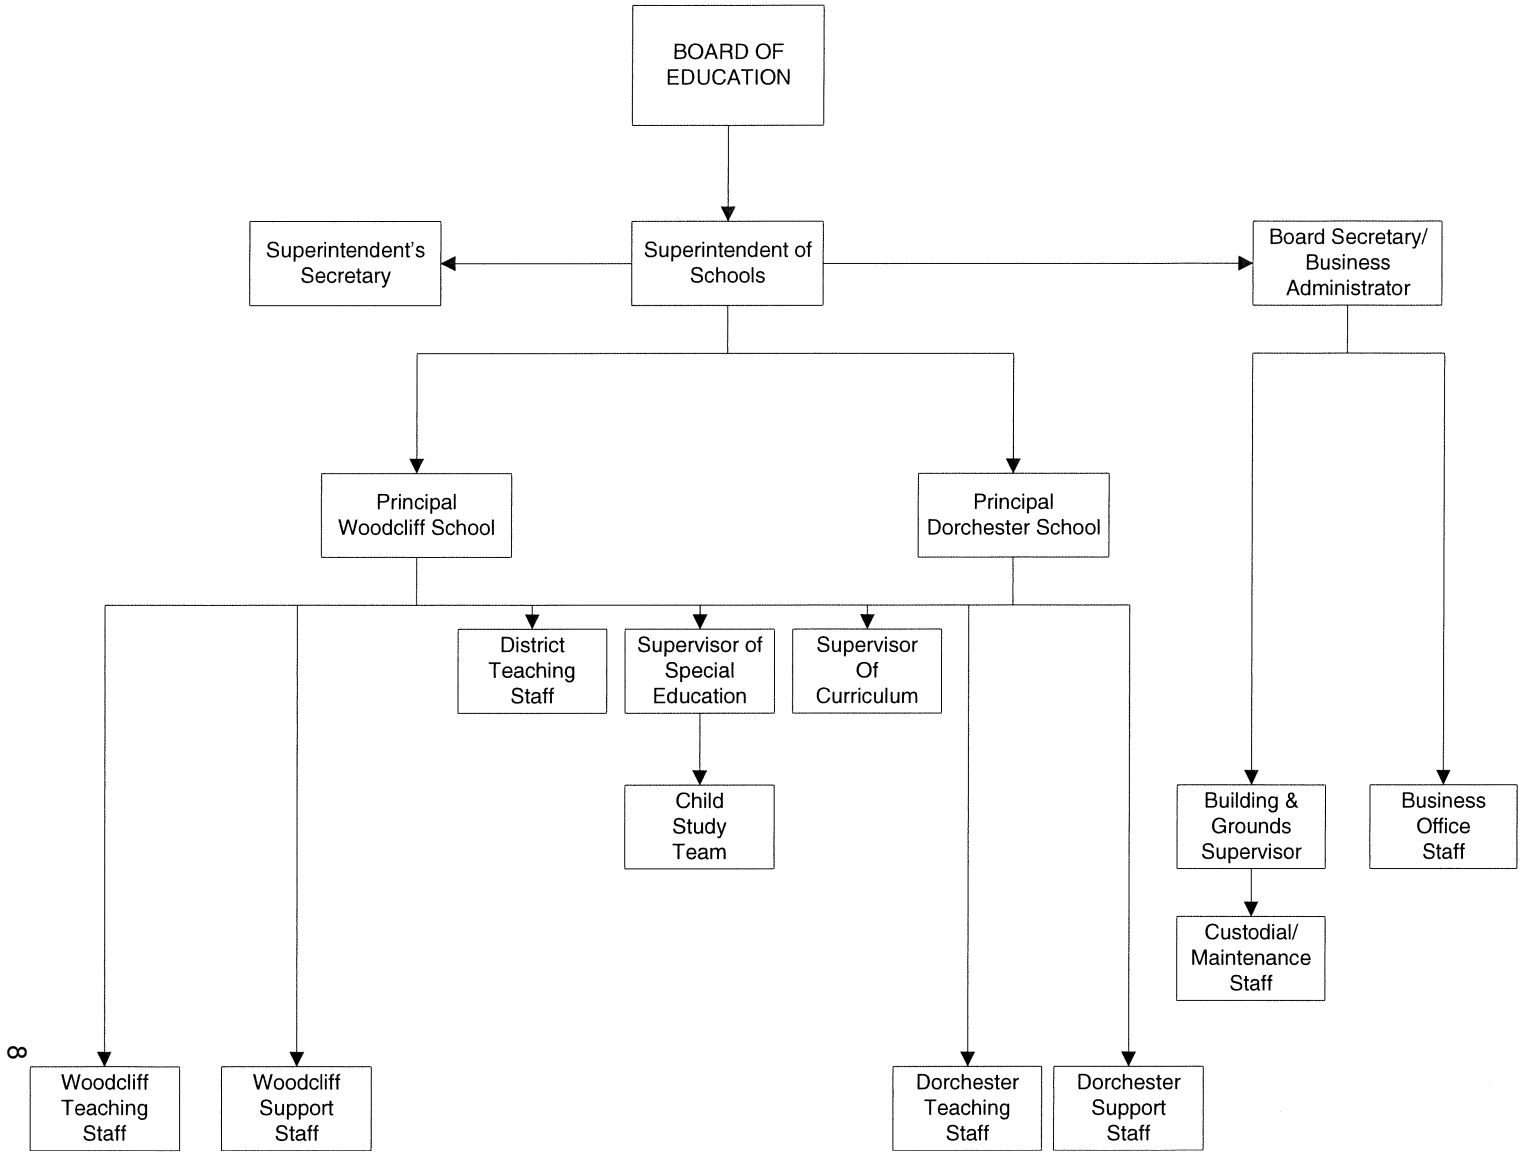 BOARD OF
EDUCATION
Superintendent's
Secretary
Superintendent of
Schools
Board Secretary/
Business
Administrator
Principal
Woodcliff School
Principal
Dorchester School
District
Teaching
Staff
Supervisor of
Special
Education
Supervisor
Of
Curriculum
Child
Study
Team
Building &
Grounds
Supervisor
Business
Office
Staff
Custodial/
Maintenance
Staff
8
Woodcliff
Teaching
Staff
Woodcliff
Support
Staff
Dorchester
Teaching
Staff
Dorchester
Support
Staff